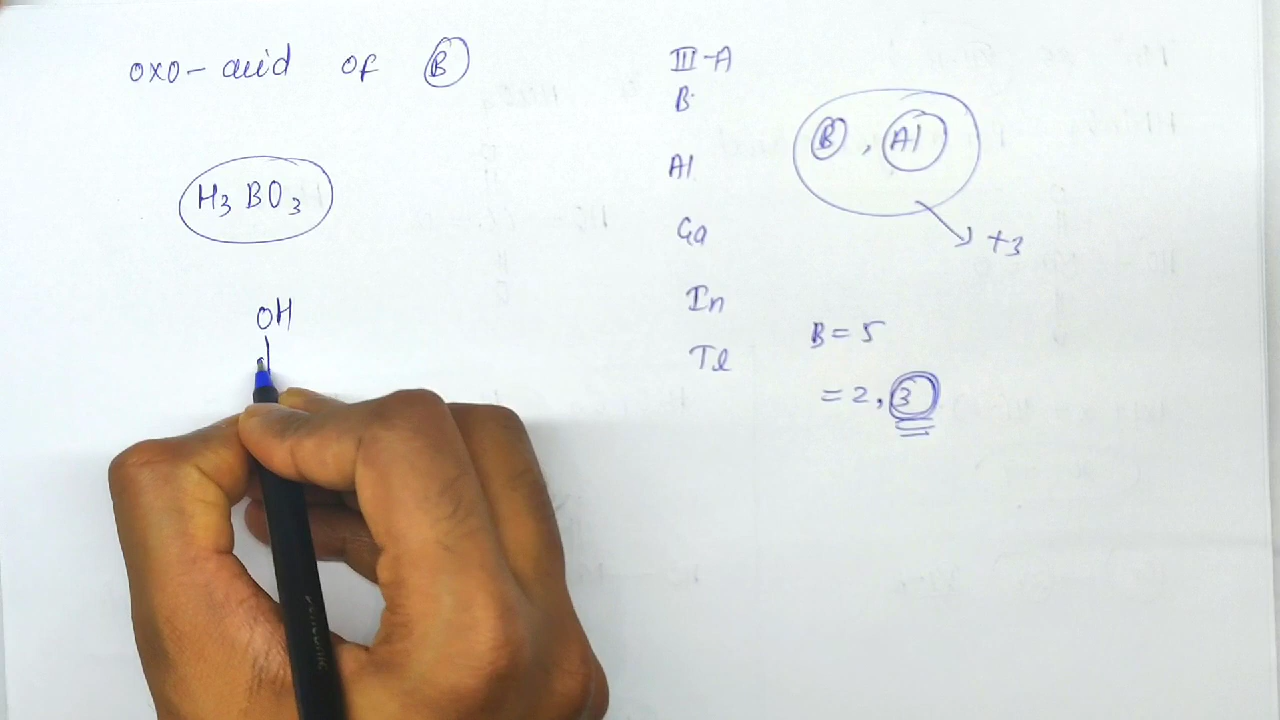 oxo-acid of B
H3BO3
OH
III-A
B
Al
Ga
In
Tl
B, Al
+3
B = 5
= 2, 3